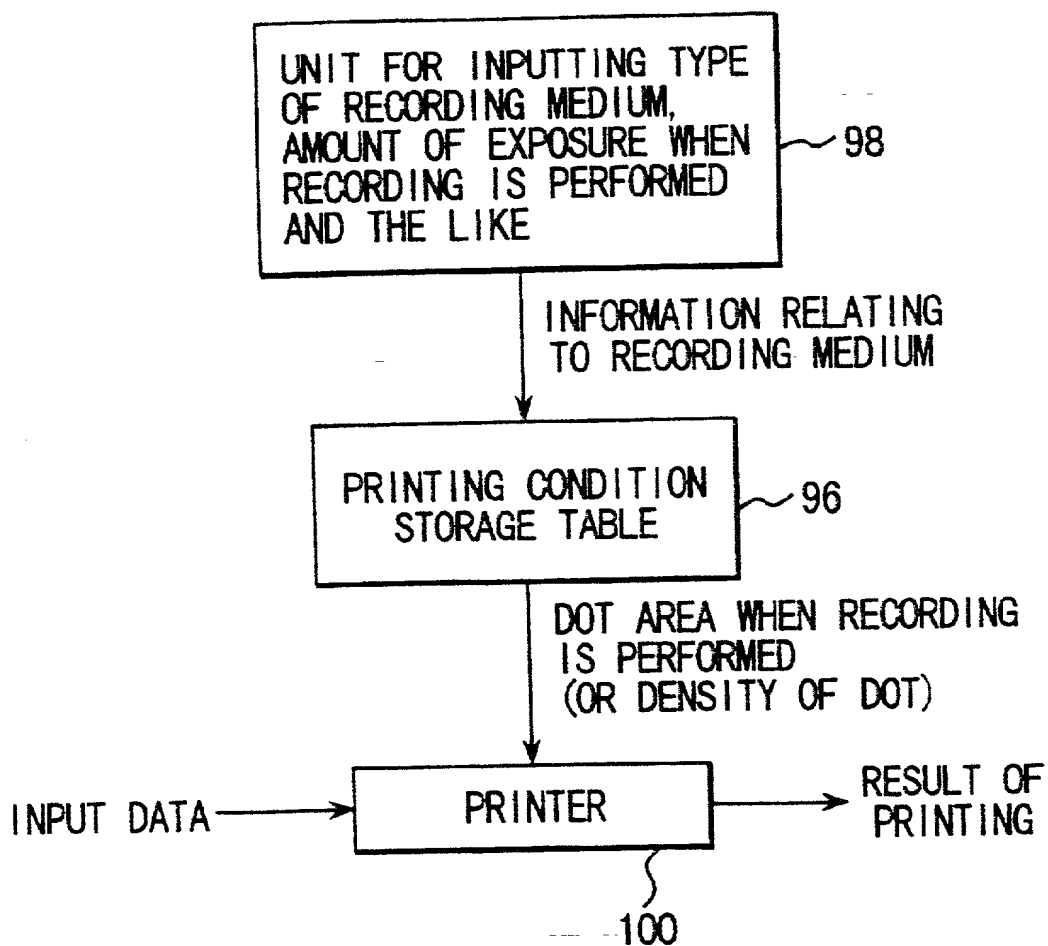 UNIT FOR INPUTTING TYPE
OF RECORDING MEDIUM,
AMOUNT OF EXPOSURE WHEN
RECORDING IS PERFORMED
AND THE LIKE
98
INFORMATION RELATING
TO RECORDING MEDIUM
PRINTING CONDITION
STORAGE TABLE
96
DOT AREA WHEN RECORDING
IS PERFORMED
(OR DENSITY OF DOT)
INPUT DATA
PRINTER
RESULT OF
PRINTING
100